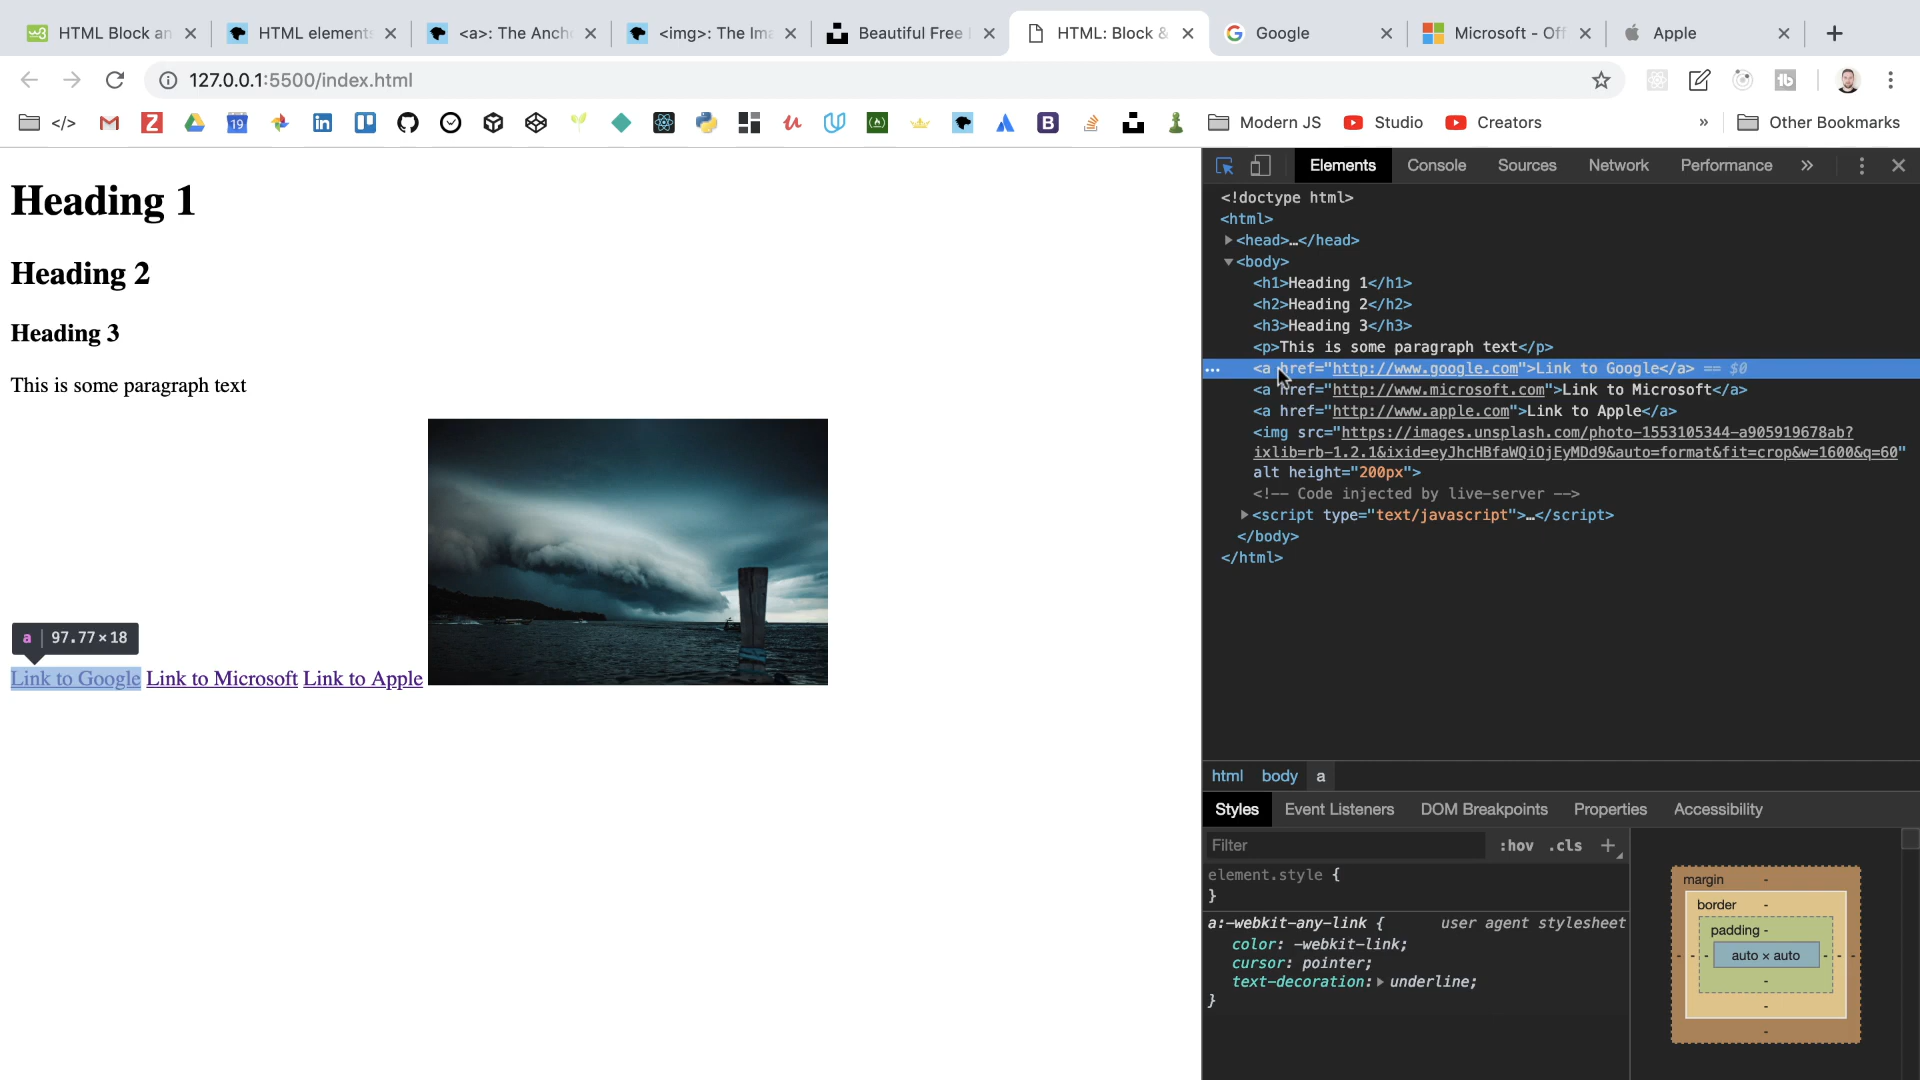 HTML Block an
HTML element
<a>: The Anch
<img>: The Im
Beautiful Free
HTML: Block &
Google
Microsoft - Off
Apple
127.0.0.1:5500/index.html
</>
19
Modern JS
Studio
Creators
»
Other Bookmarks
Heading 1
Heading 2
Heading 3
This is some paragraph text
a 97.77×18
Link to Google Link to Microsoft Link to Apple
Elements Console Sources Network Performance »
<!doctype html>
<html>
<head>…</head>
<body>
<h1>Heading 1</h1>
<h2>Heading 2</h2>
<h3>Heading 3</h3>
<p>This is some paragraph text</p>
<a href="http://www.google.com">Link to Google</a> == $0
<a href="http://www.microsoft.com">Link to Microsoft</a>
<a href="http://www.apple.com">Link to Apple</a>
<img src="https://images.unsplash.com/photo-1553105344-a905919678ab?
ixlib=rb-1.2.1&ixid=eyJhcHBfaWQiOjEyMDd9&auto=format&fit=crop&w=1600&q=60"
alt height="200px">
<!-- Code injected by live-server -->
<script type="text/javascript">…</script>
</body>
</html>
html body a
Styles Event Listeners DOM Breakpoints Properties Accessibility
Filter :hov .cls +
element.style {
}
a:-webkit-any-link { user agent stylesheet
color: -webkit-link;
cursor: pointer;
text-decoration: underline;
}
margin -
border -
padding -
- - - auto × auto - - -
-
-
-